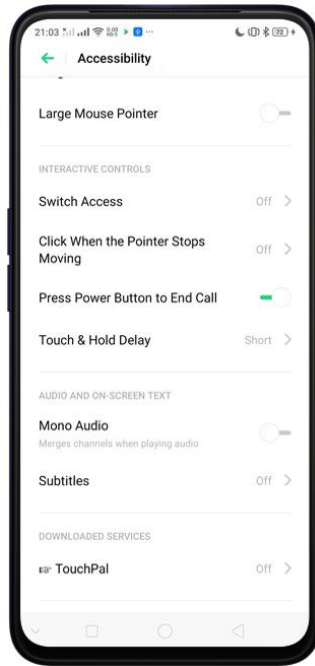 21:03
Accessibility
Large Mouse Pointer
INTERACTIVE CONTROLS
Switch Access Off
Click When the Pointer Stops
Moving Off
Press Power Button to End Call
Touch & Hold Delay Short
AUDIO AND ON-SCREEN TEXT
Mono Audio
Merges channels when playing audio
Subtitles Off
DOWNLOADED SERVICES
TouchPal Off